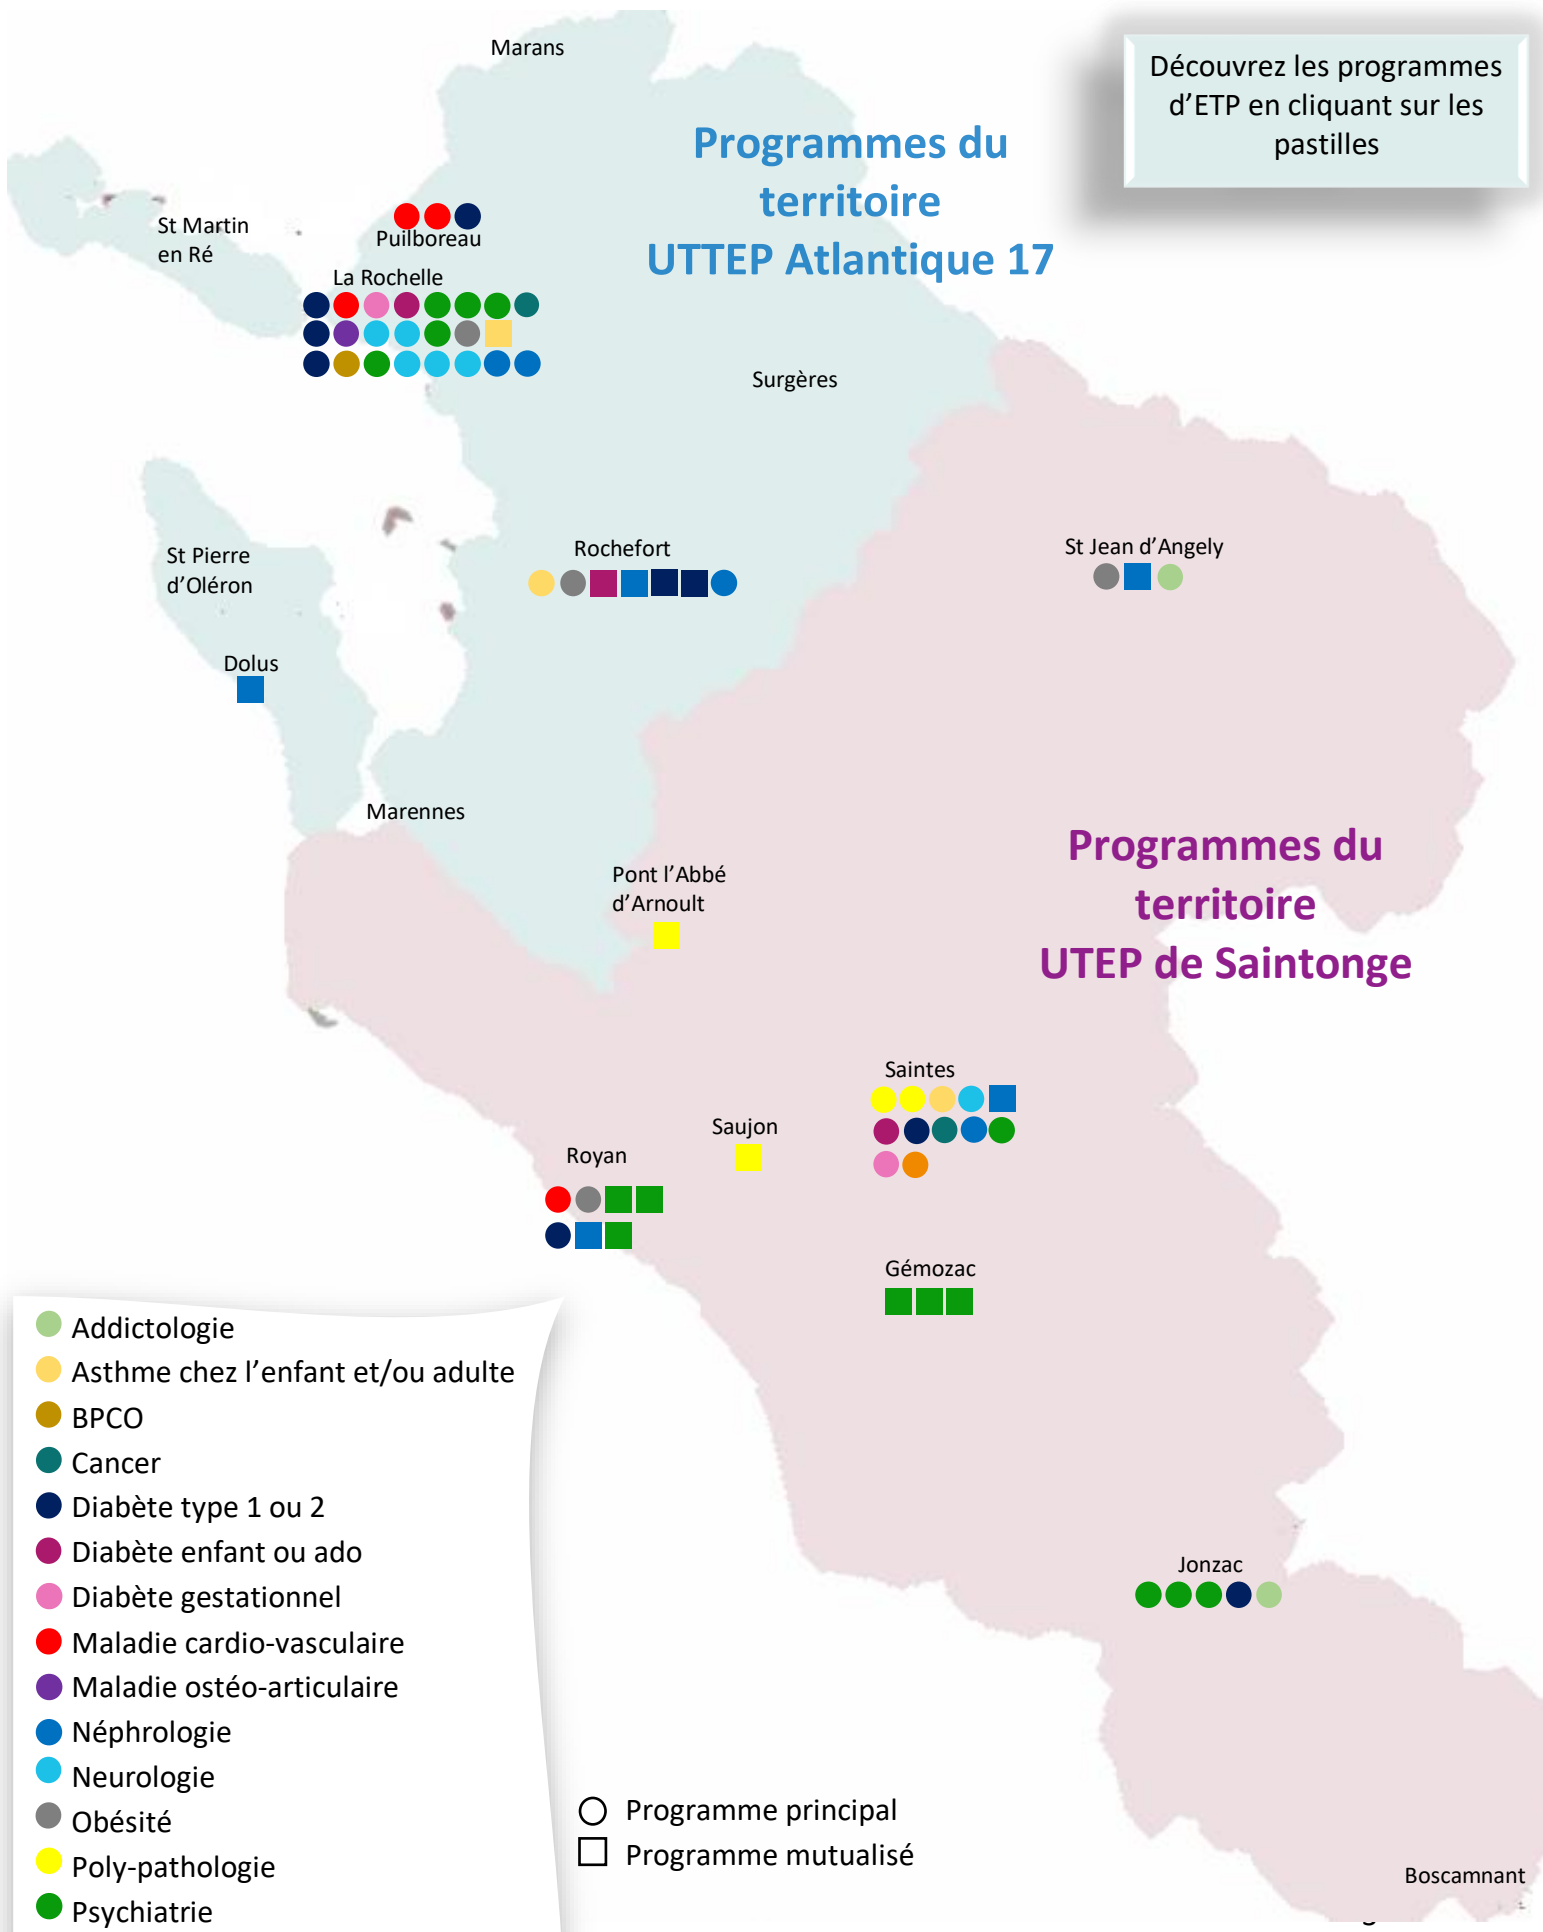 Marans
Découvrez les programmes
d’ETP en cliquant sur les
pastilles
Programmes du
territoire
UTTEP Atlantique 17
St Martin
en Ré
Puilboreau
La Rochelle
Surgères
St Pierre
d’Oléron
Rochefort
St Jean d’Angely
Dolus
Marennes
Programmes du
territoire
UTEP de Saintonge
Pont l’Abbé
d’Arnoult
Saintes
Saujon
Royan
Gémozac
Jonzac
Addictologie
Asthme chez l’enfant et/ou adulte
BPCO
Cancer
Diabète type 1 ou 2
Diabète enfant ou ado
Diabète gestationnel
Maladie cardio-vasculaire
Maladie ostéo-articulaire
Néphrologie
Neurologie
Obésité
Poly-pathologie
Psychiatrie
Programme principal
Programme mutualisé
Boscamnant